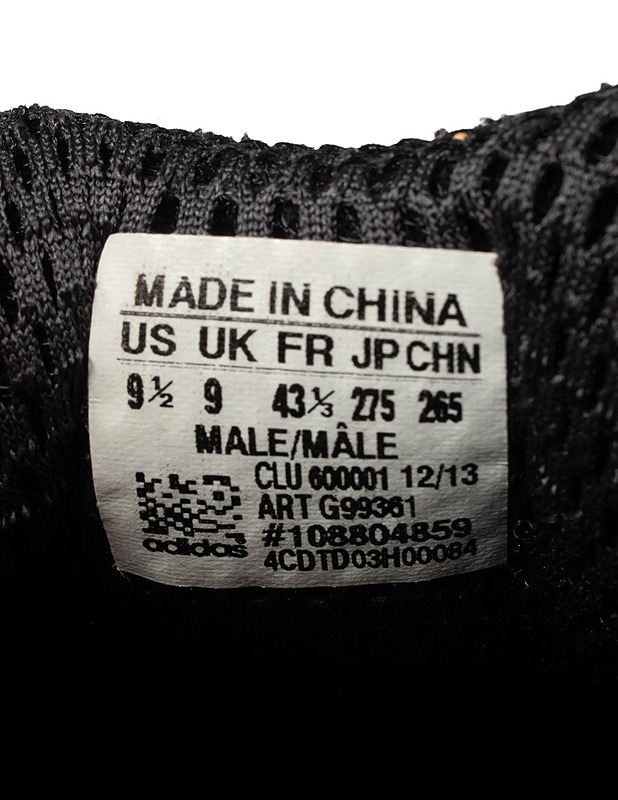 MADE IN CHINA
US UK FR JP CHN
9½ 9 43⅓ 275 265
MALE/MÂLE
CLU 600001 12/13
ART G99361
#108804859
4CDTD03H00084
adidas